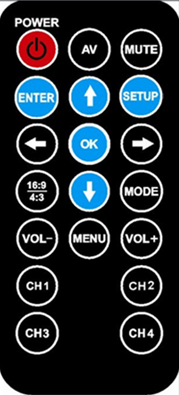 POWER
AV MUTE
ENTER SETUP
OK
16:9
4:3
MODE
VOL− MENU VOL+
CH1 CH2
CH3 CH4